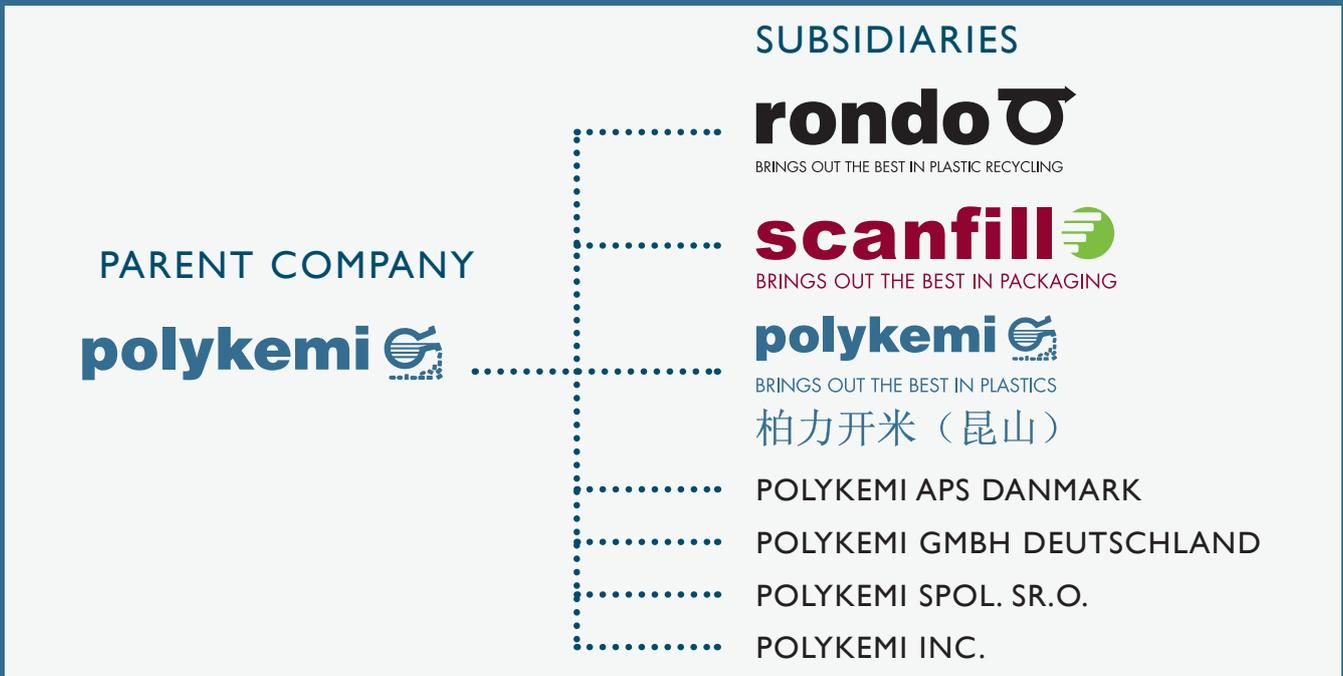 SUBSIDIARIES
rondo
BRINGS OUT THE BEST IN PLASTIC RECYCLING
scanfill
BRINGS OUT THE BEST IN PACKAGING
PARENT COMPANY
polykemi
polykemi
BRINGS OUT THE BEST IN PLASTICS
柏力开米（昆山）
POLYKEMI APS DANMARK
POLYKEMI GMBH DEUTSCHLAND
POLYKEMI SPOL. SR.O.
POLYKEMI INC.